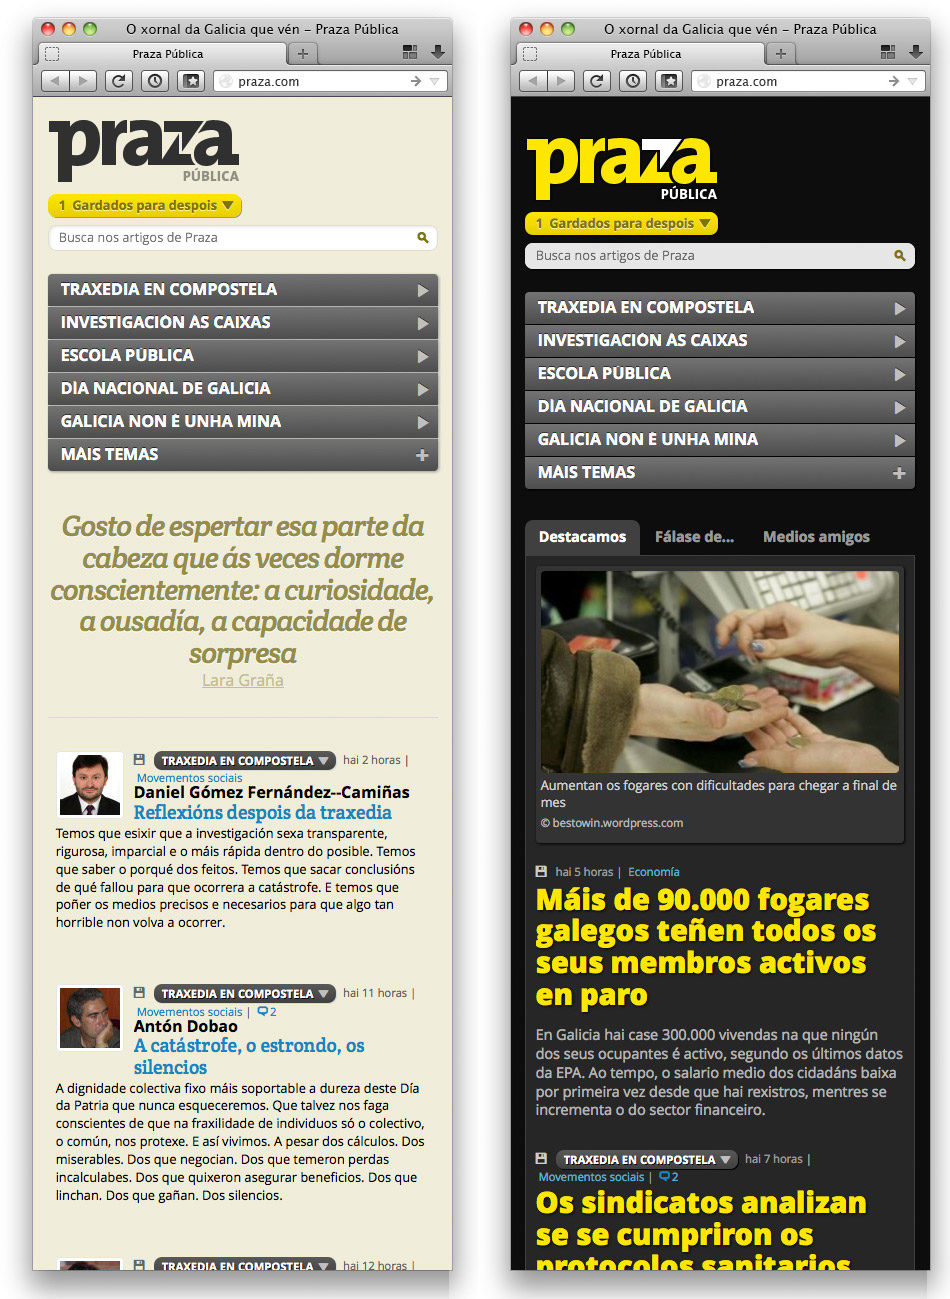 O xornal da Galicia que vén – Praza Pública
Praza Pública
praza.com
praza
PÚBLICA
1 Gardados para despois
Busca nos artigos de Praza
TRAXEDIA EN COMPOSTELA
INVESTIGACIÓN ÁS CAIXAS
ESCOLA PÚBLICA
DÍA NACIONAL DE GALICIA
GALICIA NON É UNHA MINA
MÁIS TEMAS
Gosto de espertar esa parte da
cabeza que ás veces dorme
conscientemente: a curiosidade,
a ousadía, a capacidade de
sorpresa
Lara Graña
TRAXEDIA EN COMPOSTELA hai 2 horas |
Movementos sociais
Daniel Gómez Fernández--Camiñas
Reflexións despois da traxedia
Temos que esixir que a investigación sexa transparente,
rigurosa, imparcial e o máis rápida dentro do posible. Temos
que saber o porqué dos feitos. Temos que sacar conclusións
de qué fallou para que ocorrera a catástrofe. E temos que
poñer os medios precisos e necesarios para que algo tan
horrible non volva a ocorrer.
TRAXEDIA EN COMPOSTELA hai 11 horas |
Movementos sociais | 2
Antón Dobao
A catástrofe, o estrondo, os
silencios
A dignidade colectiva fixo máis soportable a dureza deste Día
da Patria que nunca esqueceremos. Que talvez nos faga
conscientes de que na fraxilidade de individuos só o colectivo,
o común, nos protexe. E así vivimos. A pesar dos cálculos. Dos
miserables. Dos que negocian. Dos que temeron perdas
incalculabes. Dos que quixeron asegurar beneficios. Dos que
linchan. Dos que gañan. Dos silencios.
TRAXEDIA EN COMPOSTELA hai 12 horas |
O xornal da Galicia que vén – Praza Pública
Praza Pública
praza.com
praza
PÚBLICA
1 Gardados para despois
Busca nos artigos de Praza
TRAXEDIA EN COMPOSTELA
INVESTIGACIÓN ÁS CAIXAS
ESCOLA PÚBLICA
DÍA NACIONAL DE GALICIA
GALICIA NON É UNHA MINA
MÁIS TEMAS
Destacamos Fálase de... Medios amigos
Aumentan os fogares con dificultades para chegar a final de
mes
© bestowin.wordpress.com
hai 5 horas | Economía
Máis de 90.000 fogares
galegos teñen todos os
seus membros activos
en paro
En Galicia hai case 300.000 vivendas na que ningún
dos seus ocupantes é activo, segundo os últimos datos
da EPA. Ao tempo, o salario medio dos cidadáns baixa
por primeira vez desde que hai rexistros, mentres se
incrementa o do sector financeiro.
TRAXEDIA EN COMPOSTELA hai 7 horas |
Movementos sociais | 2
Os sindicatos analizan
se se cumpriron os
protocolos sanitarios